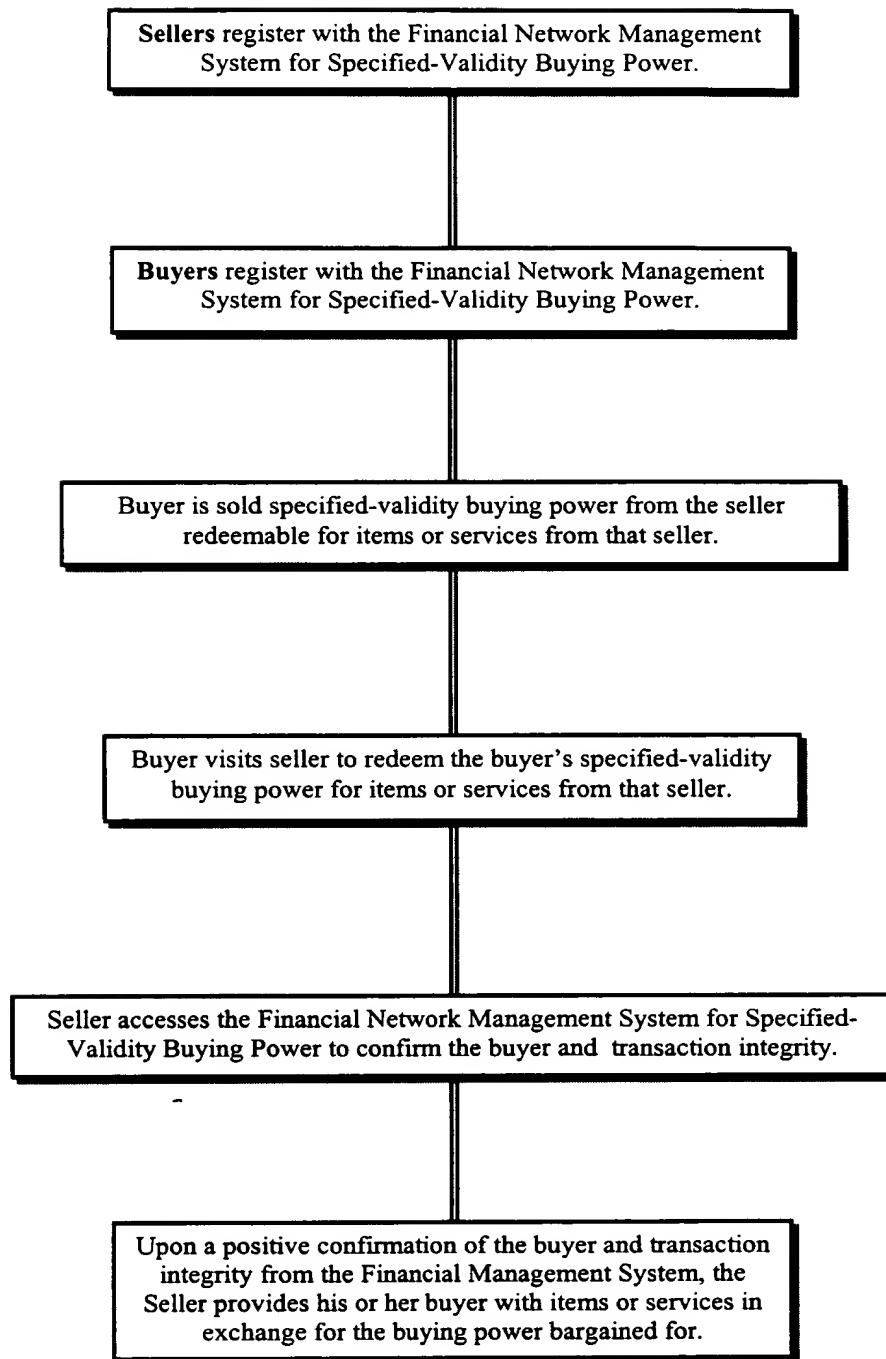 Sellers register with the Financial Network Management
System for Specified-Validity Buying Power.
Buyers register with the Financial Network Management
System for Specified-Validity Buying Power.
Buyer is sold specified-validity buying power from the seller
redeemable for items or services from that seller.
Buyer visits seller to redeem the buyer's specified-validity
buying power for items or services from that seller.
Seller accesses the Financial Network Management System for Specified-
Validity Buying Power to confirm the buyer and transaction integrity.
Upon a positive confirmation of the buyer and transaction
integrity from the Financial Management System, the
Seller provides his or her buyer with items or services in
exchange for the buying power bargained for.